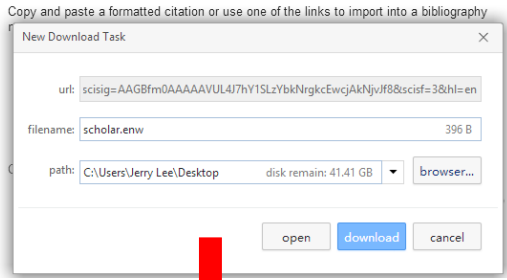 Copy and paste a formatted citation or use one of the links to import into a bibliography
New Download Task
url: scisig=AAGBfm0AAAAAVUL4J7hY1SLzYbkNrgkcEwcjAkNjvJf8&scisf=3&hl=en
filename: scholar.enw 396 B
path: C:\Users\Jerry Lee\Desktop disk remain: 41.41 GB browser...
open download cancel